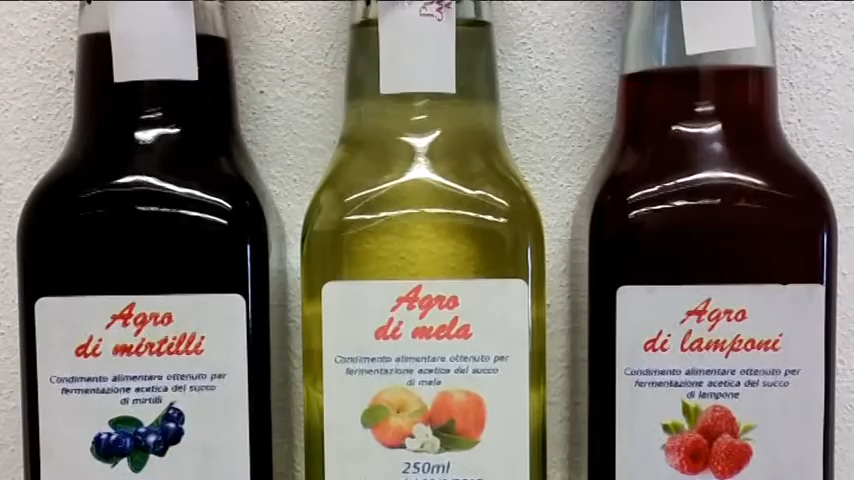 Agro
di mirtilli
Condimento alimentare ottenuto per
fermentazione acetica del succo
di mirtilli
Agro
di mela
Condimento alimentare ottenuto per
fermentazione acetica del succo
di mela
250ml
Agro
di lamponi
Condimento alimentare ottenuto per
fermentazione acetica del succo
di lampone